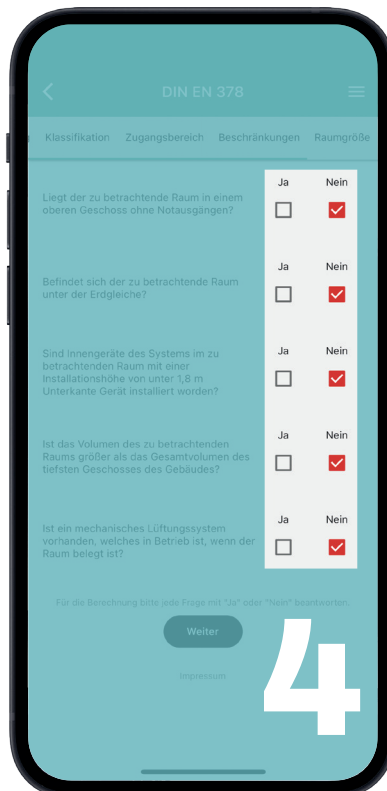 DIN EN 378
Klassifikation Zugangsbereich Beschränkungen Raumgröße
Ja Nein
Liegt der zu betrachtende Raum in einem
oberen Geschoss ohne Notausgängen?
Ja Nein
Befindet sich der zu betrachtende Raum
unter der Erdgleiche?
Ja Nein
Sind Innengeräte des Systems im zu
betrachtenden Raum mit einer
Installationshöhe von unter 1,8 m
Unterkante Gerät installiert worden?
Ja Nein
Ist das Volumen des zu betrachtenden
Raums größer als das Gesamtvolumen des
tiefsten Geschosses des Gebäudes?
Ja Nein
Ist ein mechanisches Lüftungssystem
vorhanden, welches in Betrieb ist, wenn der
Raum belegt ist?
Für die Berechnung bitte jede Frage mit "Ja" oder "Nein" beantworten.
Weiter
Impressum
4